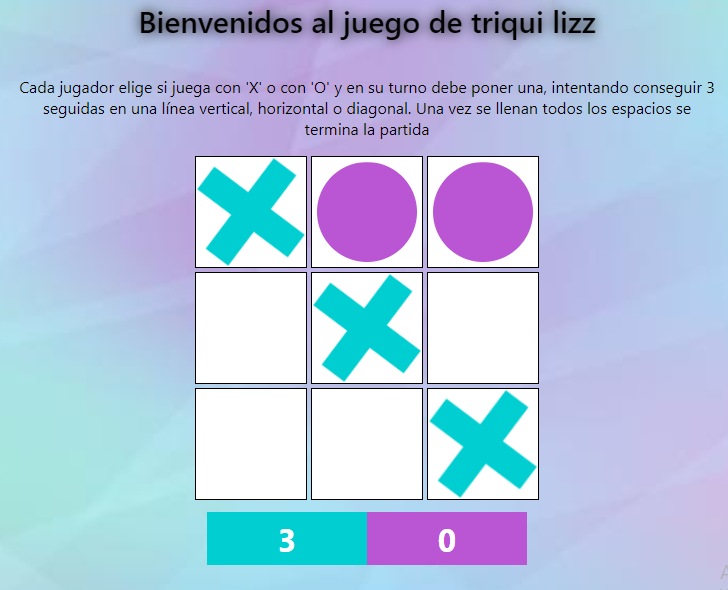 Bienvenidos al juego de triqui lizz
Cada jugador elige si juega con 'X' o con 'O' y en su turno debe poner una, intentando conseguir 3
seguidas en una línea vertical, horizontal o diagonal. Una vez se llenan todos los espacios se
termina la partida
3 0